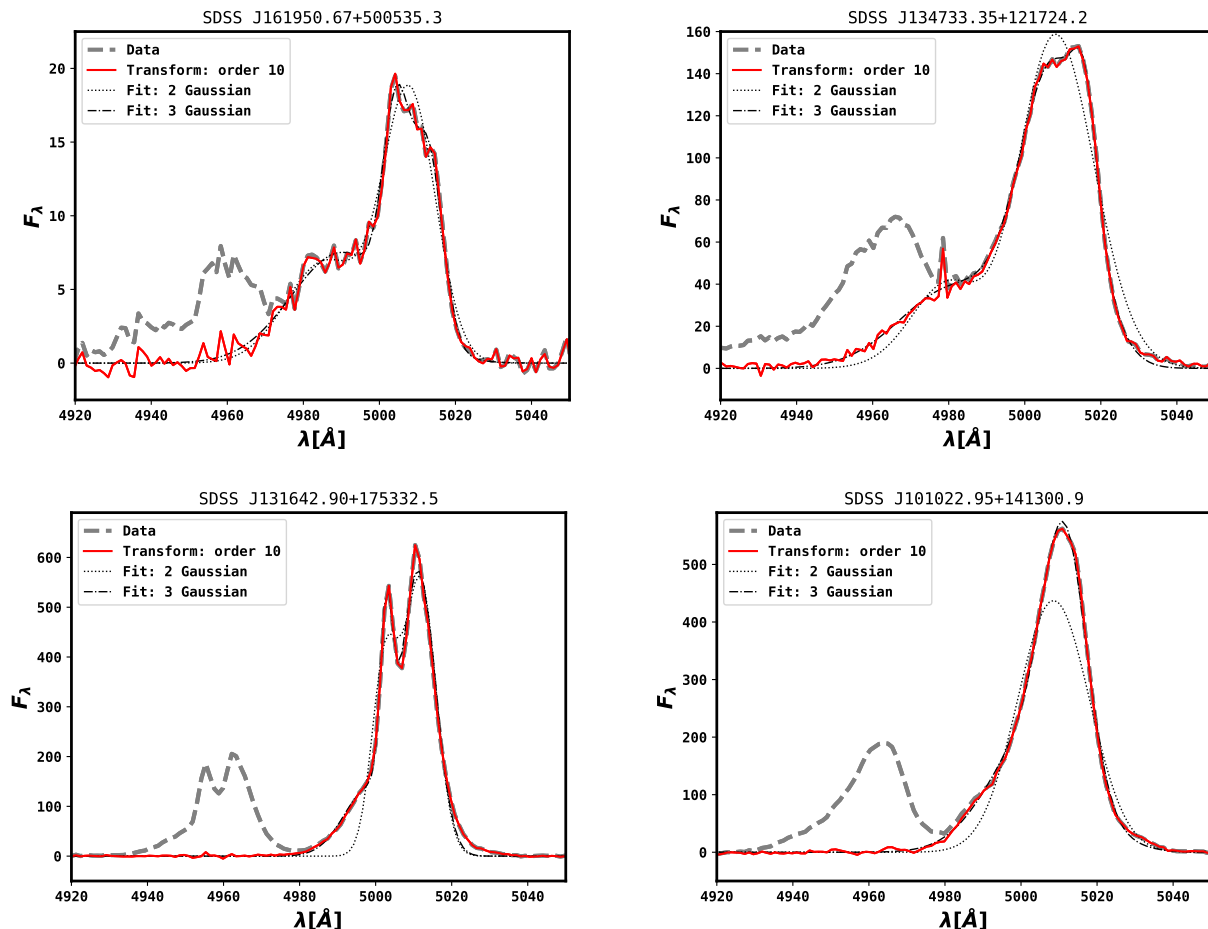 SDSS J161950.67+500535.3
Data
Transform: order 10
Fit: 2 Gaussian
Fit: 3 Gaussian
20
15
10
5
0
F_λ
4920 4940 4960 4980 5000 5020 5040
λ[Å]
SDSS J134733.35+121724.2
Data
Transform: order 10
Fit: 2 Gaussian
Fit: 3 Gaussian
160
140
120
100
80
60
40
20
0
F_λ
4920 4940 4960 4980 5000 5020 5040
λ[Å]
SDSS J131642.90+175332.5
Data
Transform: order 10
Fit: 2 Gaussian
Fit: 3 Gaussian
600
500
400
300
200
100
0
F_λ
4920 4940 4960 4980 5000 5020 5040
λ[Å]
SDSS J101022.95+141300.9
Data
Transform: order 10
Fit: 2 Gaussian
Fit: 3 Gaussian
500
400
300
200
100
0
F_λ
4920 4940 4960 4980 5000 5020 5040
λ[Å]